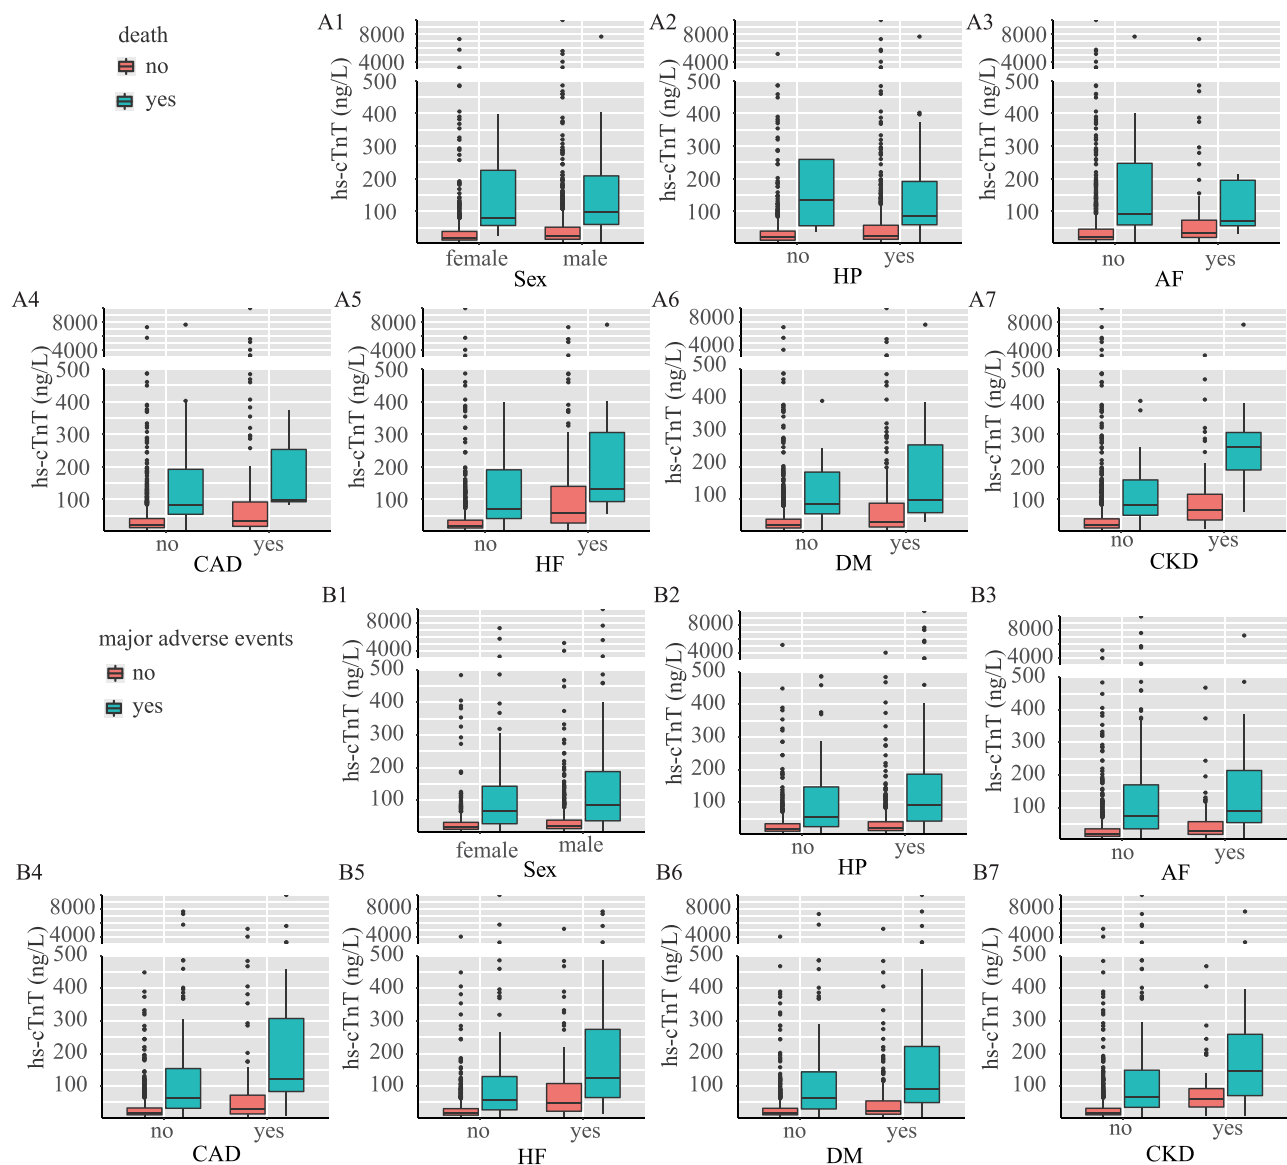 death
no
yes
A1
8000
4000
500
400
300
200
100
hs-cTnT (ng/L)
female male
Sex
A2
8000
4000
500
400
300
200
100
hs-cTnT (ng/L)
no yes
HP
A3
8000
4000
500
400
300
200
100
hs-cTnT (ng/L)
no yes
AF
A4
8000
4000
500
400
300
200
100
hs-cTnT (ng/L)
no yes
CAD
A5
8000
4000
500
400
300
200
100
hs-cTnT (ng/L)
no yes
HF
A6
8000
4000
500
400
300
200
100
hs-cTnT (ng/L)
no yes
DM
A7
8000
4000
500
400
300
200
100
hs-cTnT (ng/L)
no yes
CKD
major adverse events
no
yes
B1
8000
4000
500
400
300
200
100
hs-cTnT (ng/L)
female male
Sex
B2
8000
4000
500
400
300
200
100
hs-cTnT (ng/L)
no yes
HP
B3
8000
4000
500
400
300
200
100
hs-cTnT (ng/L)
no yes
AF
B4
8000
4000
500
400
300
200
100
hs-cTnT (ng/L)
no yes
CAD
B5
8000
4000
500
400
300
200
100
hs-cTnT (ng/L)
no yes
HF
B6
8000
4000
500
400
300
200
100
hs-cTnT (ng/L)
no yes
DM
B7
8000
4000
500
400
300
200
100
hs-cTnT (ng/L)
no yes
CKD